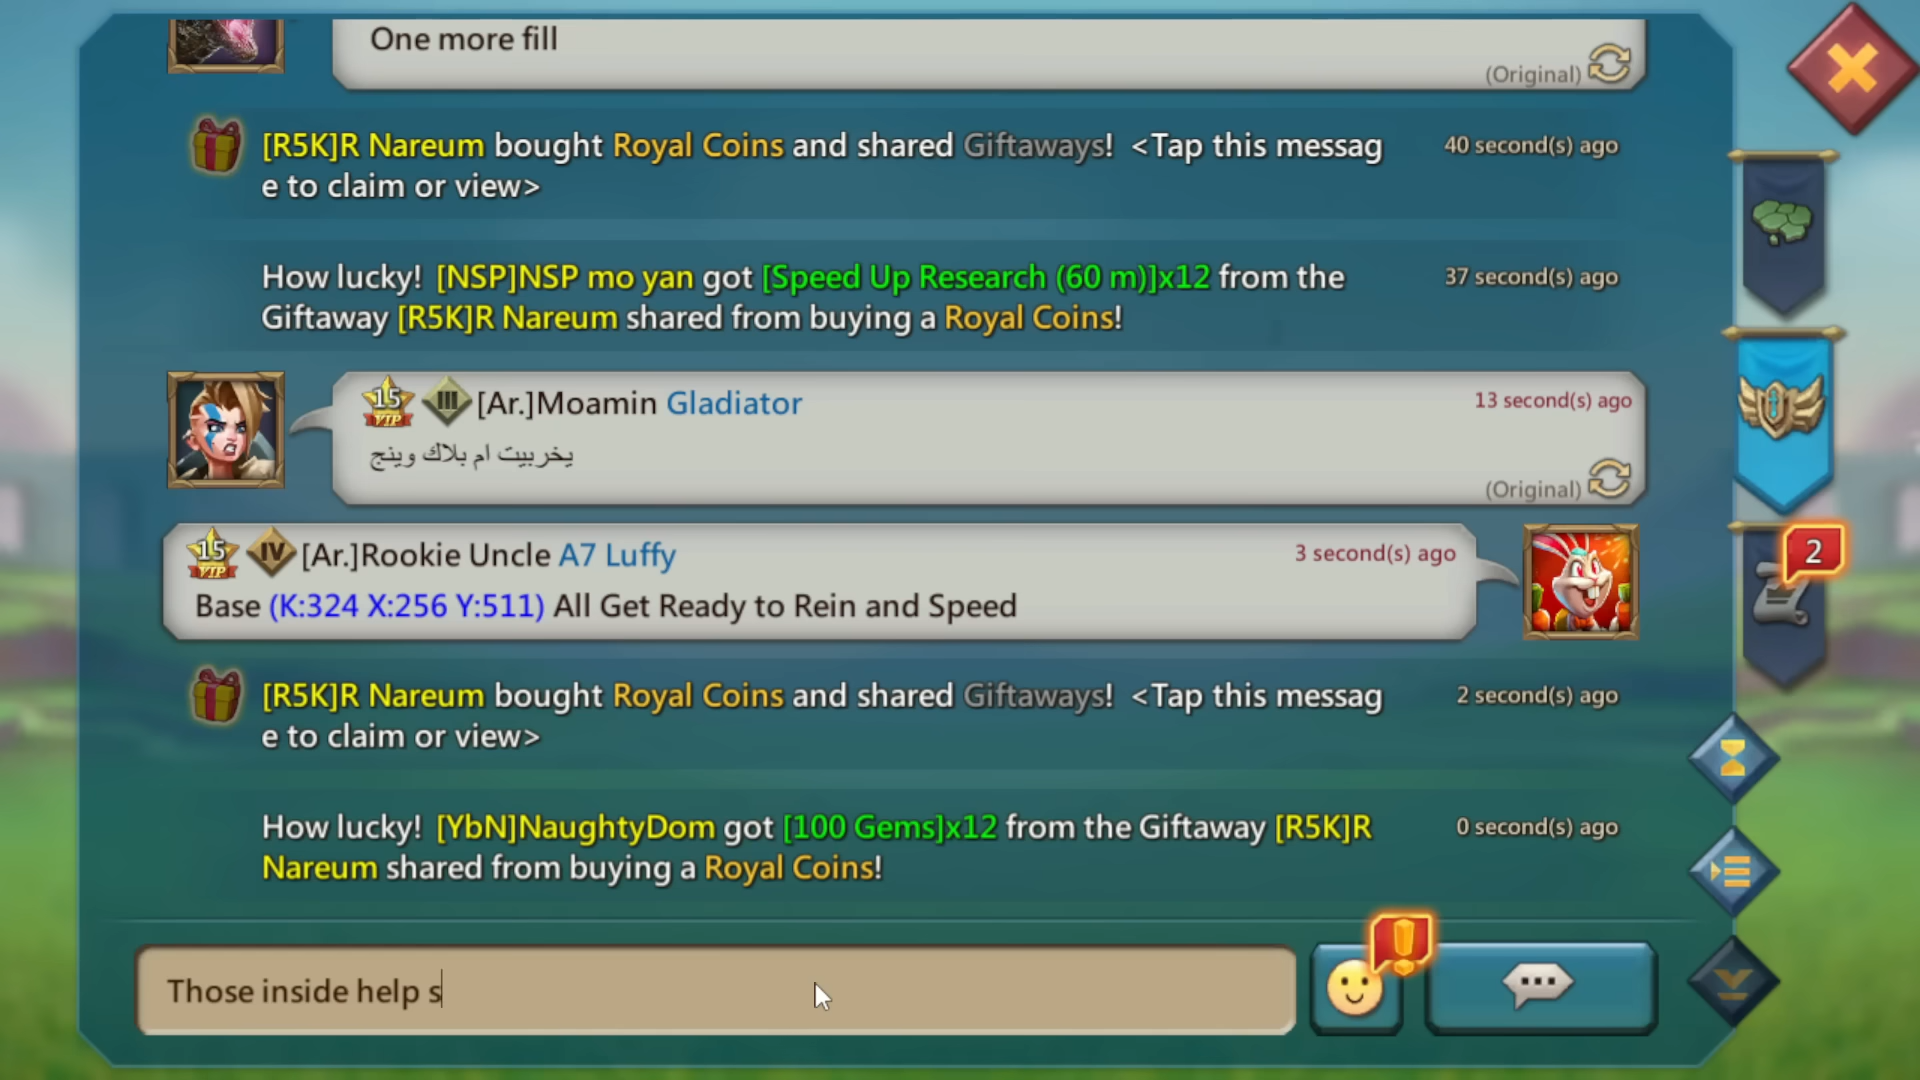 One more fill
(Original)
[R5K]R Nareum bought Royal Coins and shared Giftaways! <Tap this messag
e to claim or view>
40 second(s) ago
How lucky! [NSP]NSP mo yan got [Speed Up Research (60 m)]x12 from the
Giftaway [R5K]R Nareum shared from buying a Royal Coins!
37 second(s) ago
15 VIP III [Ar.]Moamin Gladiator
13 second(s) ago
يخربيت ام بلاك وينج
(Original)
15 VIP IV [Ar.]Rookie Uncle A7 Luffy
3 second(s) ago
Base (K:324 X:256 Y:511) All Get Ready to Rein and Speed
2
[R5K]R Nareum bought Royal Coins and shared Giftaways! <Tap this messag
e to claim or view>
2 second(s) ago
How lucky! [YbN]NaughtyDom got [100 Gems]x12 from the Giftaway [R5K]R
Nareum shared from buying a Royal Coins!
0 second(s) ago
Those inside help s